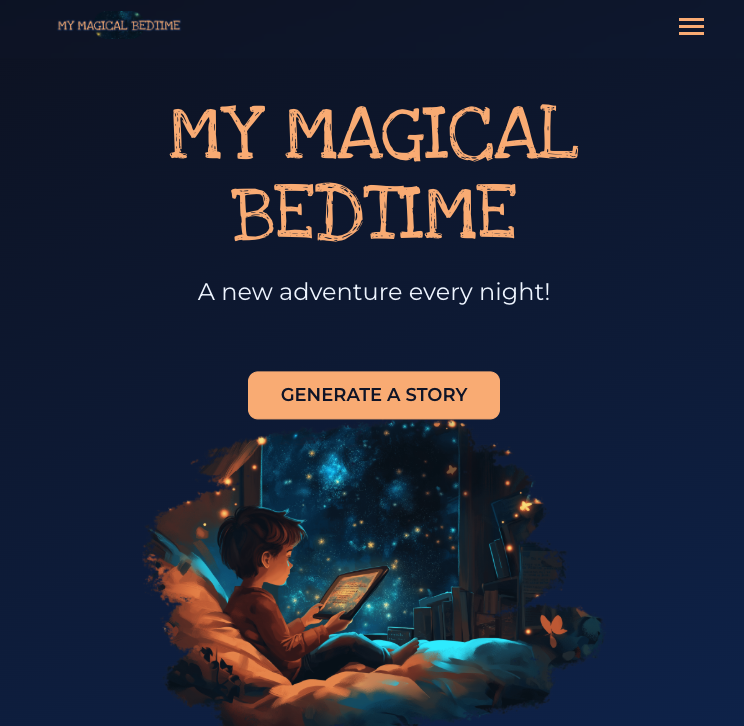 MY MAGICAL BEDTIME
MY MAGICAL
BEDTIME
A new adventure every night!
GENERATE A STORY